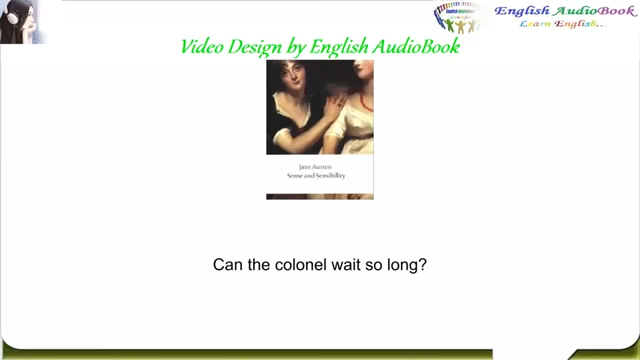 English AudioBook
Learn English...
Video Design by English AudioBook
Jane Austen
Sense and Sensibility
Can the colonel wait so long?